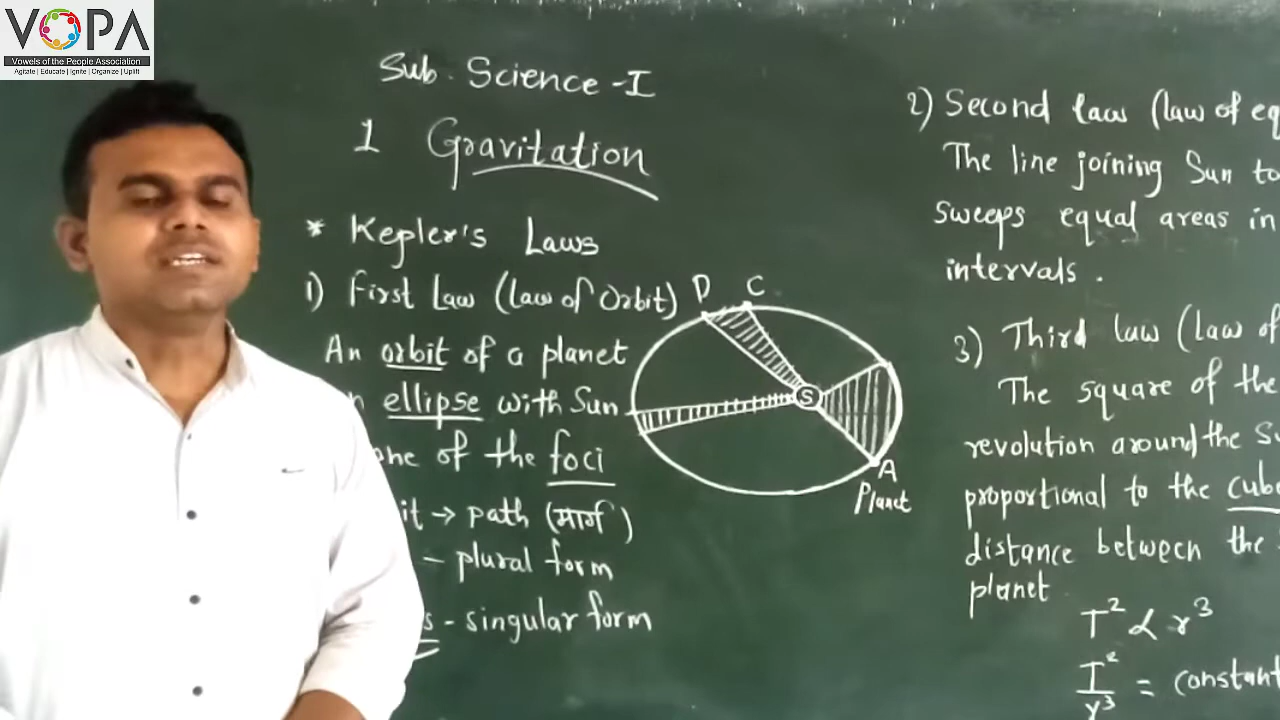 VOPA
Vowels of the People Association
Agitate | Educate | Ignite | Organize | Uplift
Sub. Science - I
1 Gravitation
* Kepler's Laws
1) First Law (Law of Orbit)
An orbit of a planet
ellipse with Sun
one of the foci
it → path (मार्ग)
- plural form
s - singular form
D C
S
A
Planet
2) Second law (law of eq
The line joining Sun to
sweeps equal areas in
intervals.
3) Third law (law of
The square of the
revolution around the Su
proportional to the cube
distance between the
planet
T² ∝ r³
T²/r³ = constant